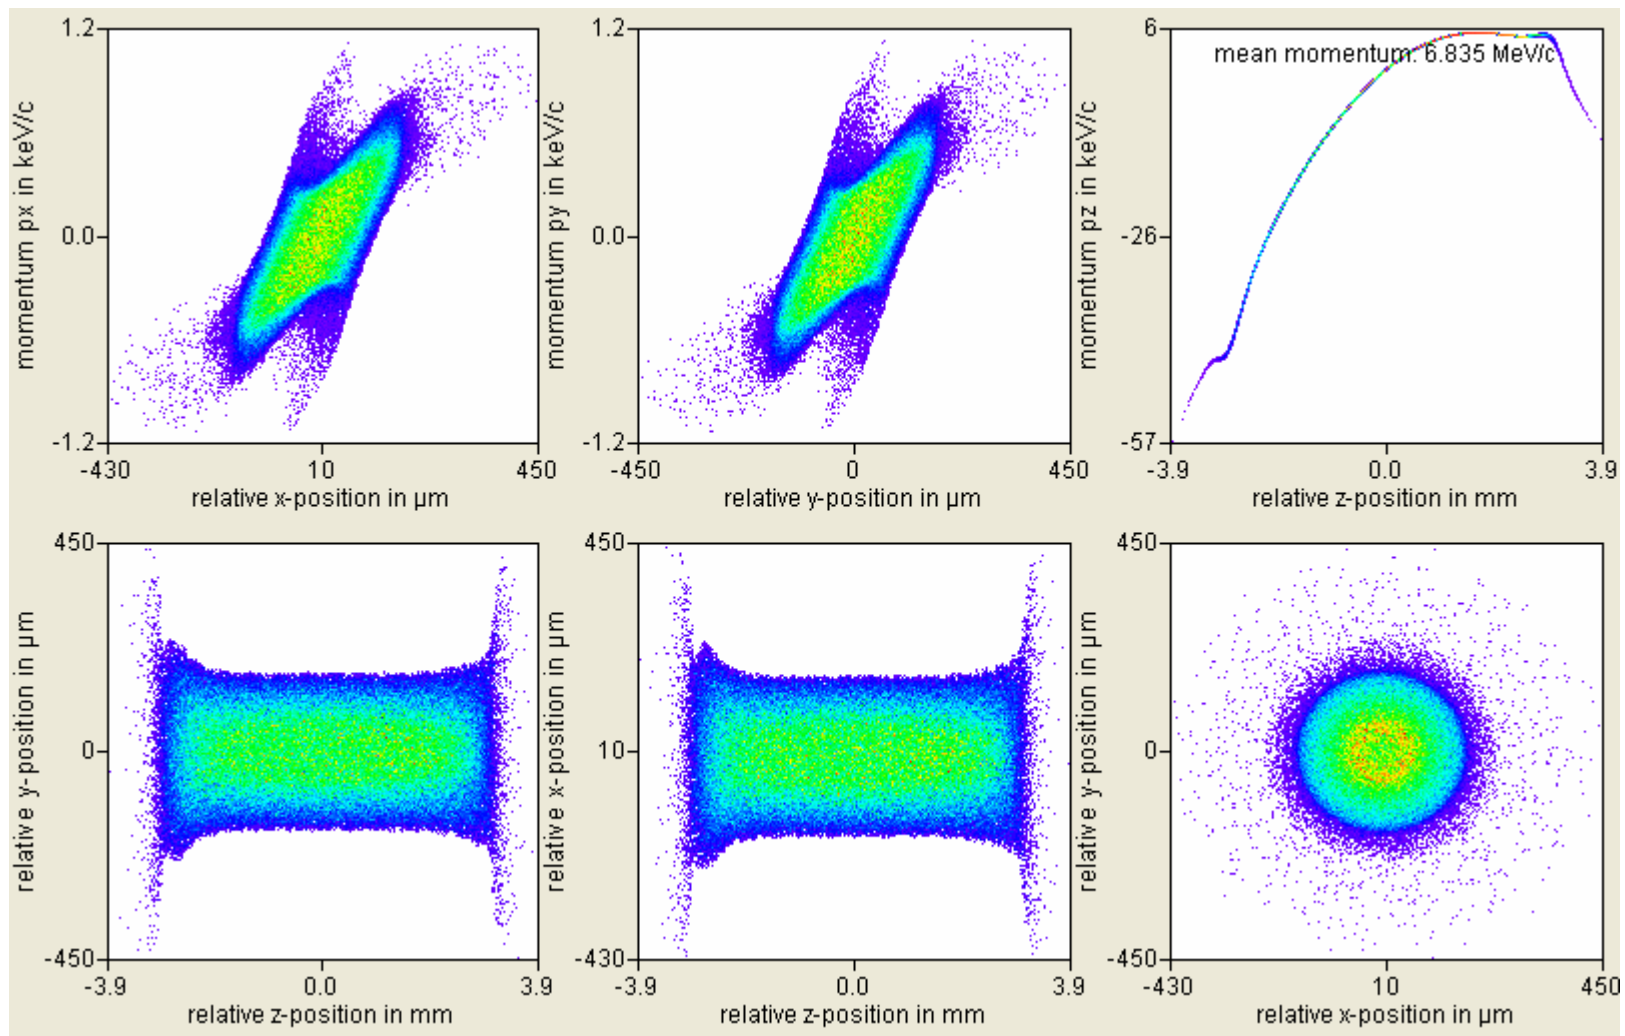 1.2
momentum px in keV/c
0.0
-1.2
-430
10
450
relative x-position in µm
1.2
momentum py in keV/c
0.0
-1.2
-450
0
450
relative y-position in µm
6
mean momentum: 6.835 MeV/c
momentum pz in keV/c
-26
-57
-3.9
0.0
3.9
relative z-position in mm
450
relative y-position in µm
0
-450
-3.9
0.0
3.9
relative z-position in mm
450
relative x-position in µm
10
-430
-3.9
0.0
3.9
relative z-position in mm
450
relative y-position in µm
0
-450
-430
10
450
relative x-position in µm